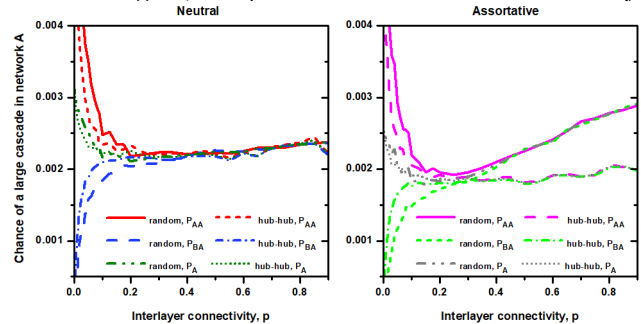 Neutral
Assortative
Chance of a large cascade in network A
0.004
0.003
0.002
0.001
random, P_AA
hub-hub, P_AA
random, P_BA
hub-hub, P_BA
random, P_A
hub-hub, P_A
0.0 0.2 0.4 0.6 0.8
Interlayer connectivity, p
0.004
0.003
0.002
0.001
random, P_AA
hub-hub, P_AA
random, P_BA
hub-hub, P_BA
random, P_A
hub-hub, P_A
0.0 0.2 0.4 0.6 0.8
Interlayer connectivity, p